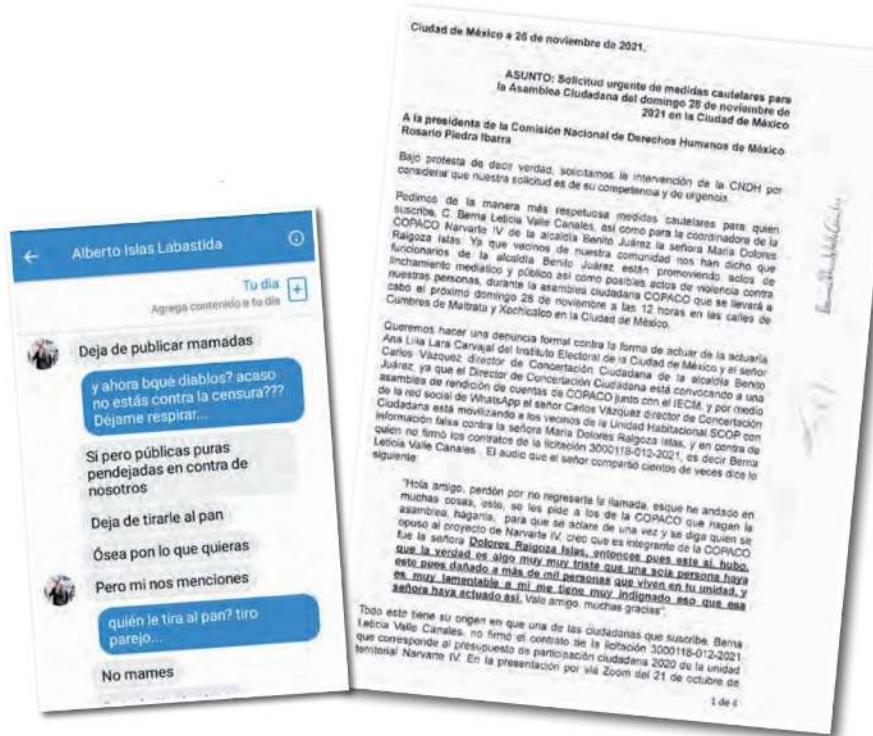 Alberto Islas Labastida
Tu día
Agrega contenido a tu día
Deja de publicar mamadas
y ahora bqué diablos? acaso
no estás contra la censura???
Déjame respirar...
Si pero públicas puras
pendejadas en contra de
nosotros
Deja de tirarle al pan
Ósea pon lo que quieras
Pero mi nos menciones
quién le tira al pan? tiro
parejo...
No mames
Ciudad de México a 26 de noviembre de 2021.
ASUNTO: Solicitud urgente de medidas cautelares para
la Asamblea Ciudadana del domingo 28 de noviembre de
2021 en la Ciudad de México
A la presidenta de la Comisión Nacional de Derechos Humanos de México
Rosario Piedra Ibarra
Bajo protesta de decir verdad, solicitamos la intervención de la CNDH por
considerar que nuestra solicitud es de su competencia y de urgencia.
Pedimos de la manera más respetuosa medidas cautelares para quien
suscribe, C. Berna Leticia Valle Canales, así como para la coordinadora de la
COPACO Narvarte IV de la alcaldía Benito Juárez la señora María Dolores
Raigoza Islas. Ya que vecinos de nuestra comunidad nos han dicho que
funcionarios de la alcaldía Benito Juárez están promoviendo actos de
linchamiento mediático y público así como posibles actos de violencia contra
nuestras personas, durante la asamblea ciudadana COPACO que se llevará a
cabo el próximo domingo 28 de noviembre a las 12 horas en las calles de
Cumbres de Maltrata y Xochicalco en la Ciudad de México.
Queremos hacer una denuncia formal contra la forma de actuar de la actuaria
Ana Lilia Lara Carvajal del Instituto Electoral de la Ciudad de México y el señor
Carlos Vázquez director de Concertación Ciudadana de la alcaldía Benito
Juárez, ya que el Director de Concertación Ciudadana está convocando a una
asamblea de rendición de cuentas de COPACO junto con el IECM, y por medio
de la red social de WhatsApp el señor Carlos Vázquez director de Concertación
Ciudadana está movilizando a los vecinos de la Unidad Habitacional SCOP con
información falsa contra la señora María Dolores Raigoza Islas, y en contra de
quien no firmó los contratos de la licitación 3000118-012-2021, es decir Berna
Leticia Valle Canales . El audio que el señor compartió cientos de veces dice lo
siguiente:
"Hola amigo, perdón por no regresarte la llamada, esque he andado en
muchas cosas, este, se les pide a los de la COPACO que hagan la
asamblea, háganla, para que se aclare de una vez y se diga quien se
opuso al proyecto de Narvarte IV, creo que es integrante de la COPACO
fue la señora Dolores Raigoza Islas, entonces pues este si, hubo,
que la verdad es algo muy muy triste que una sola persona haya
este pues dañado a más de mil personas que viven en tu unidad, y
es muy lamentable a mi me tiene muy indignado eso que esa
señora haya actuado así. Vale amigo, muchas gracias".
Todo esto tiene su origen en que una de las ciudadanas que suscribe, Berna
Leticia Valle Canales, no firmó el contrato de la licitación 3000118-012-2021
que corresponde al presupuesto de participación ciudadana 2020 de la unidad
territorial Narvarte IV. En la presentación por vía Zoom del 21 de octubre de
1 de 4